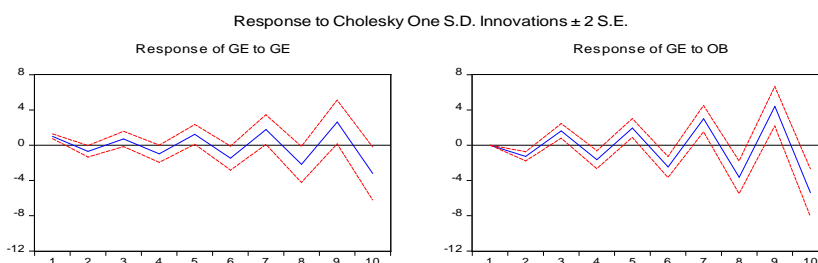 Response to Cholesky One S.D. Innovations ± 2 S.E.
Response of GE to GE
8
4
0
-4
-8
-12
1 2 3 4 5 6 7 8 9 10
Response of GE to OB
8
4
0
-4
-8
-12
1 2 3 4 5 6 7 8 9 10